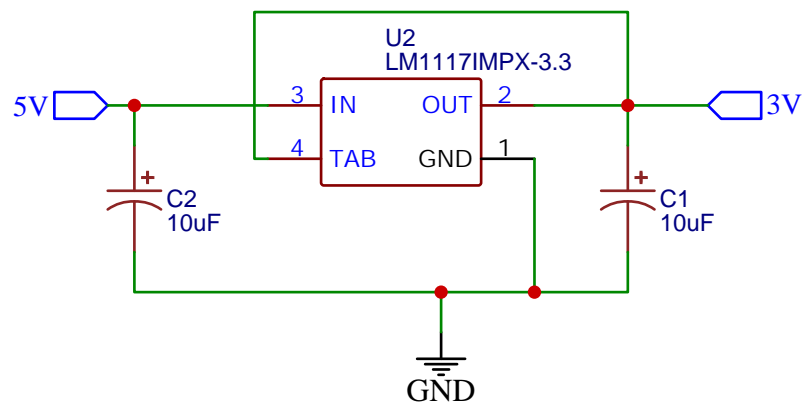 U2
LM1117IMPX-3.3
5V
3
IN
OUT
2
3V
4
TAB
GND
1
C2
10uF
C1
10uF
GND